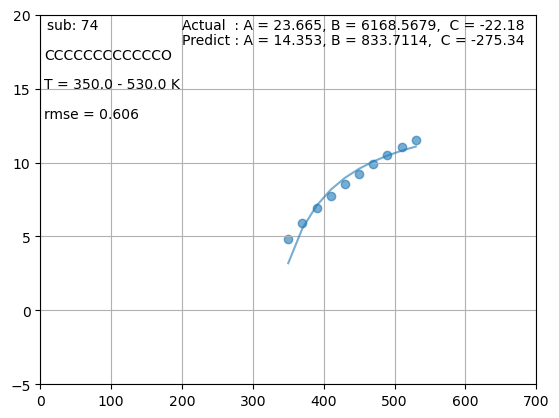 sub: 74
Actual : A = 23.665, B = 6168.5679, C = -22.18
Predict : A = 14.353, B = 833.7114, C = -275.34
CCCCCCCCCCCCO
T = 350.0 - 530.0 K
rmse = 0.606
20
15
10
5
0
−5
0 100 200 300 400 500 600 700